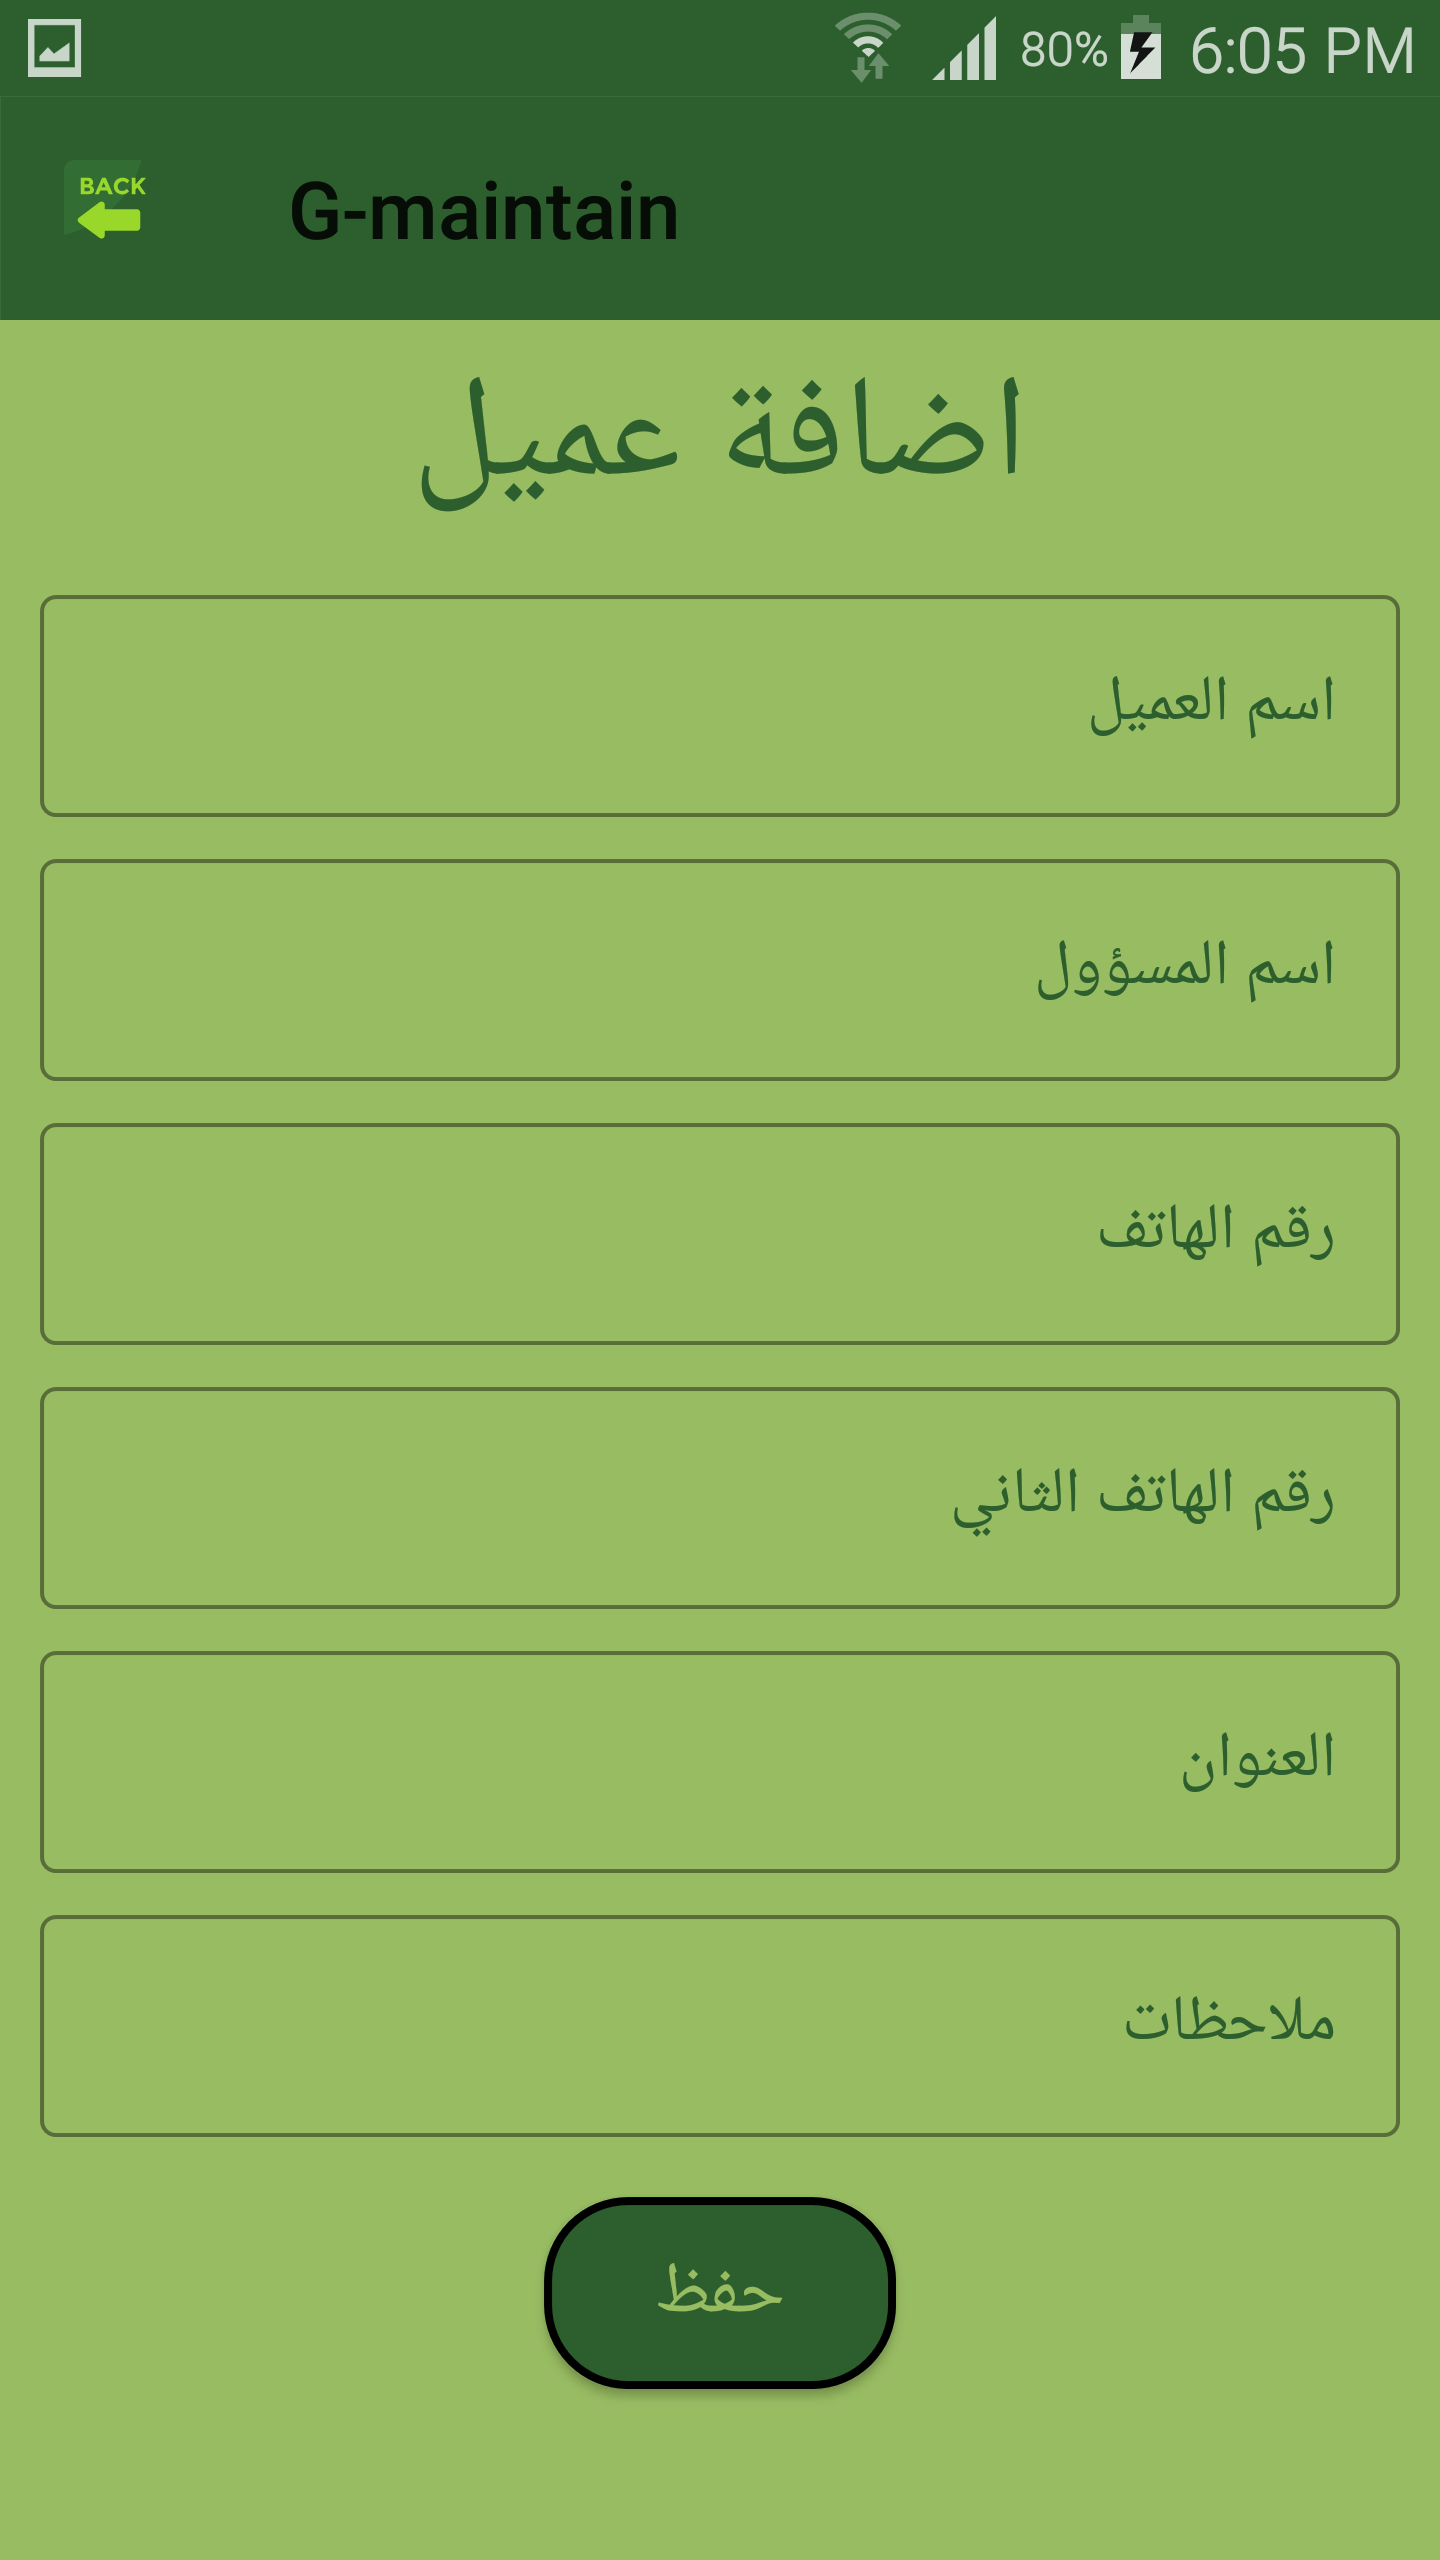 80% 6:05 PM
BACK
G-maintain
اضافة عميل
اسم العميل
اسم المسؤول
رقم الهاتف
رقم الهاتف الثاني
العنوان
ملاحظات
حفظ